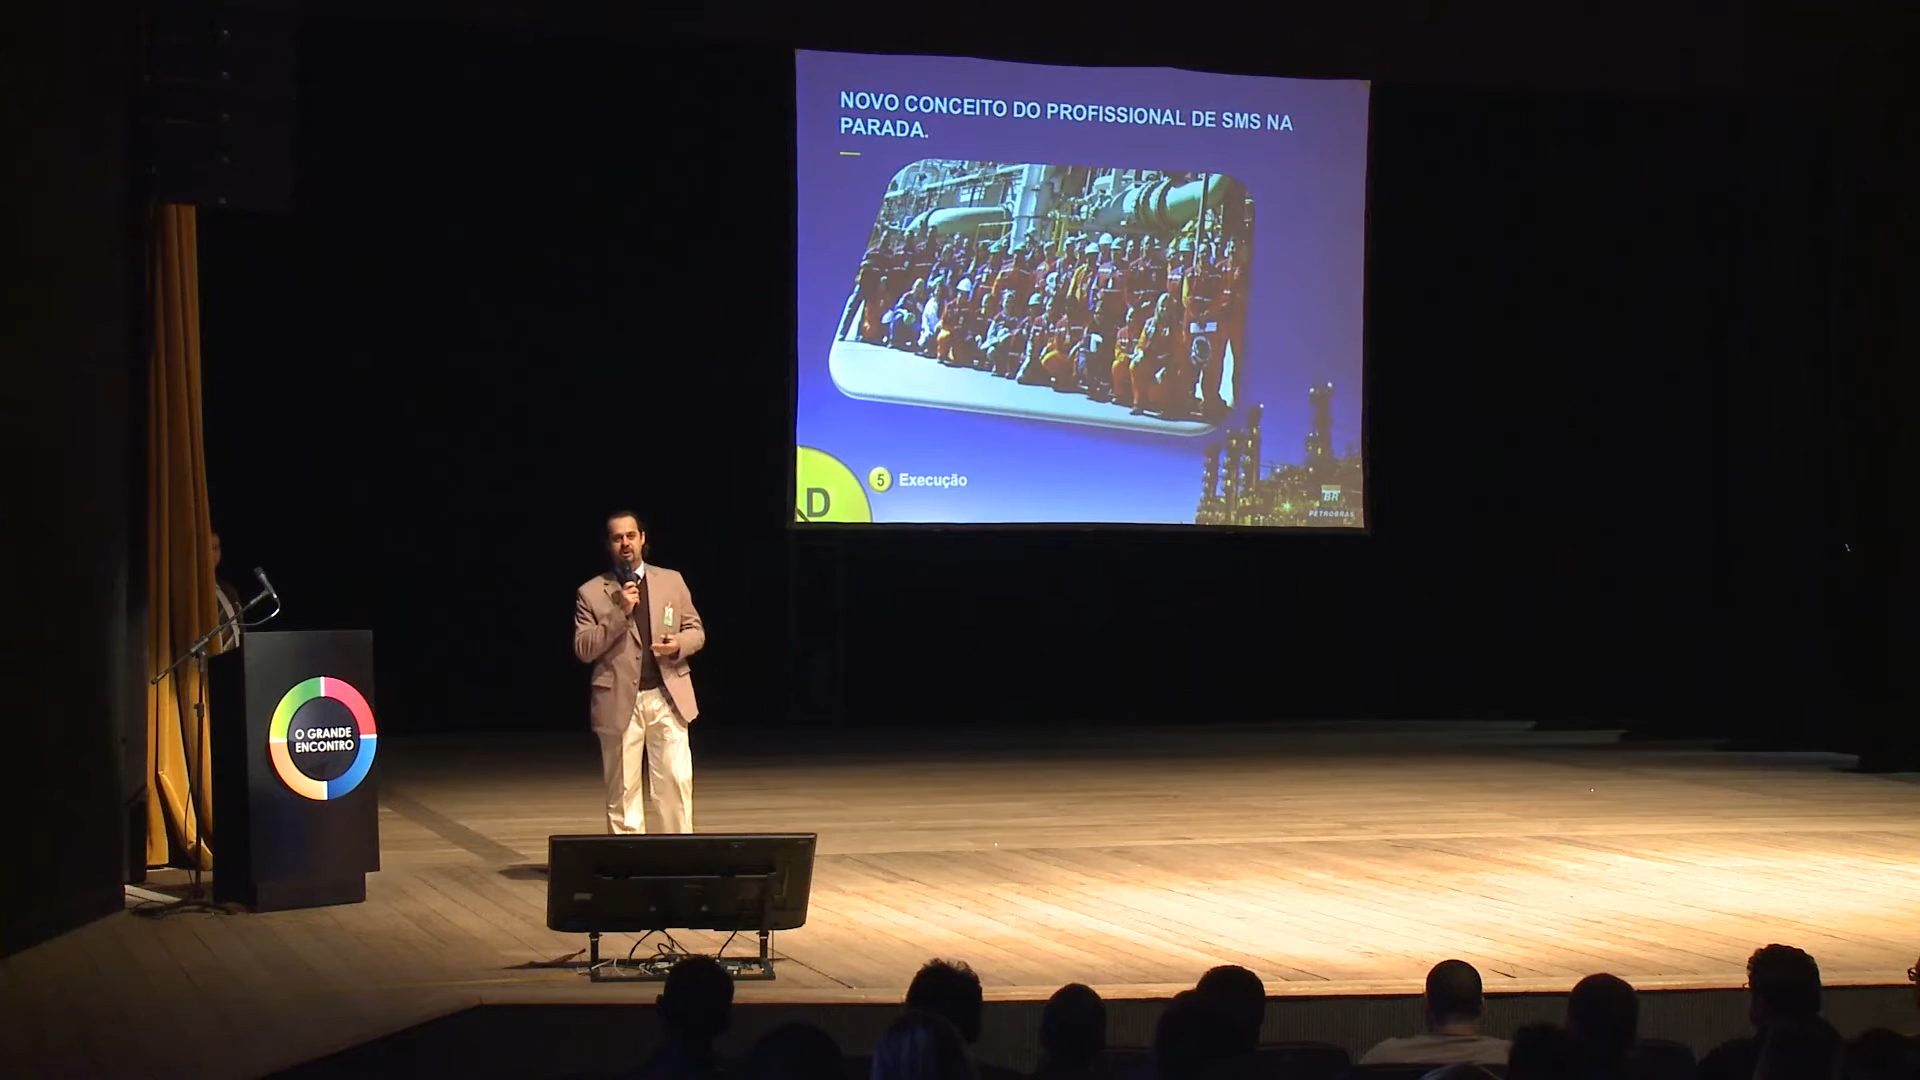 NOVO CONCEITO DO PROFISSIONAL DE SMS NA
PARADA.
D
5 Execução
BR
PETROBRAS
O GRANDE
ENCONTRO